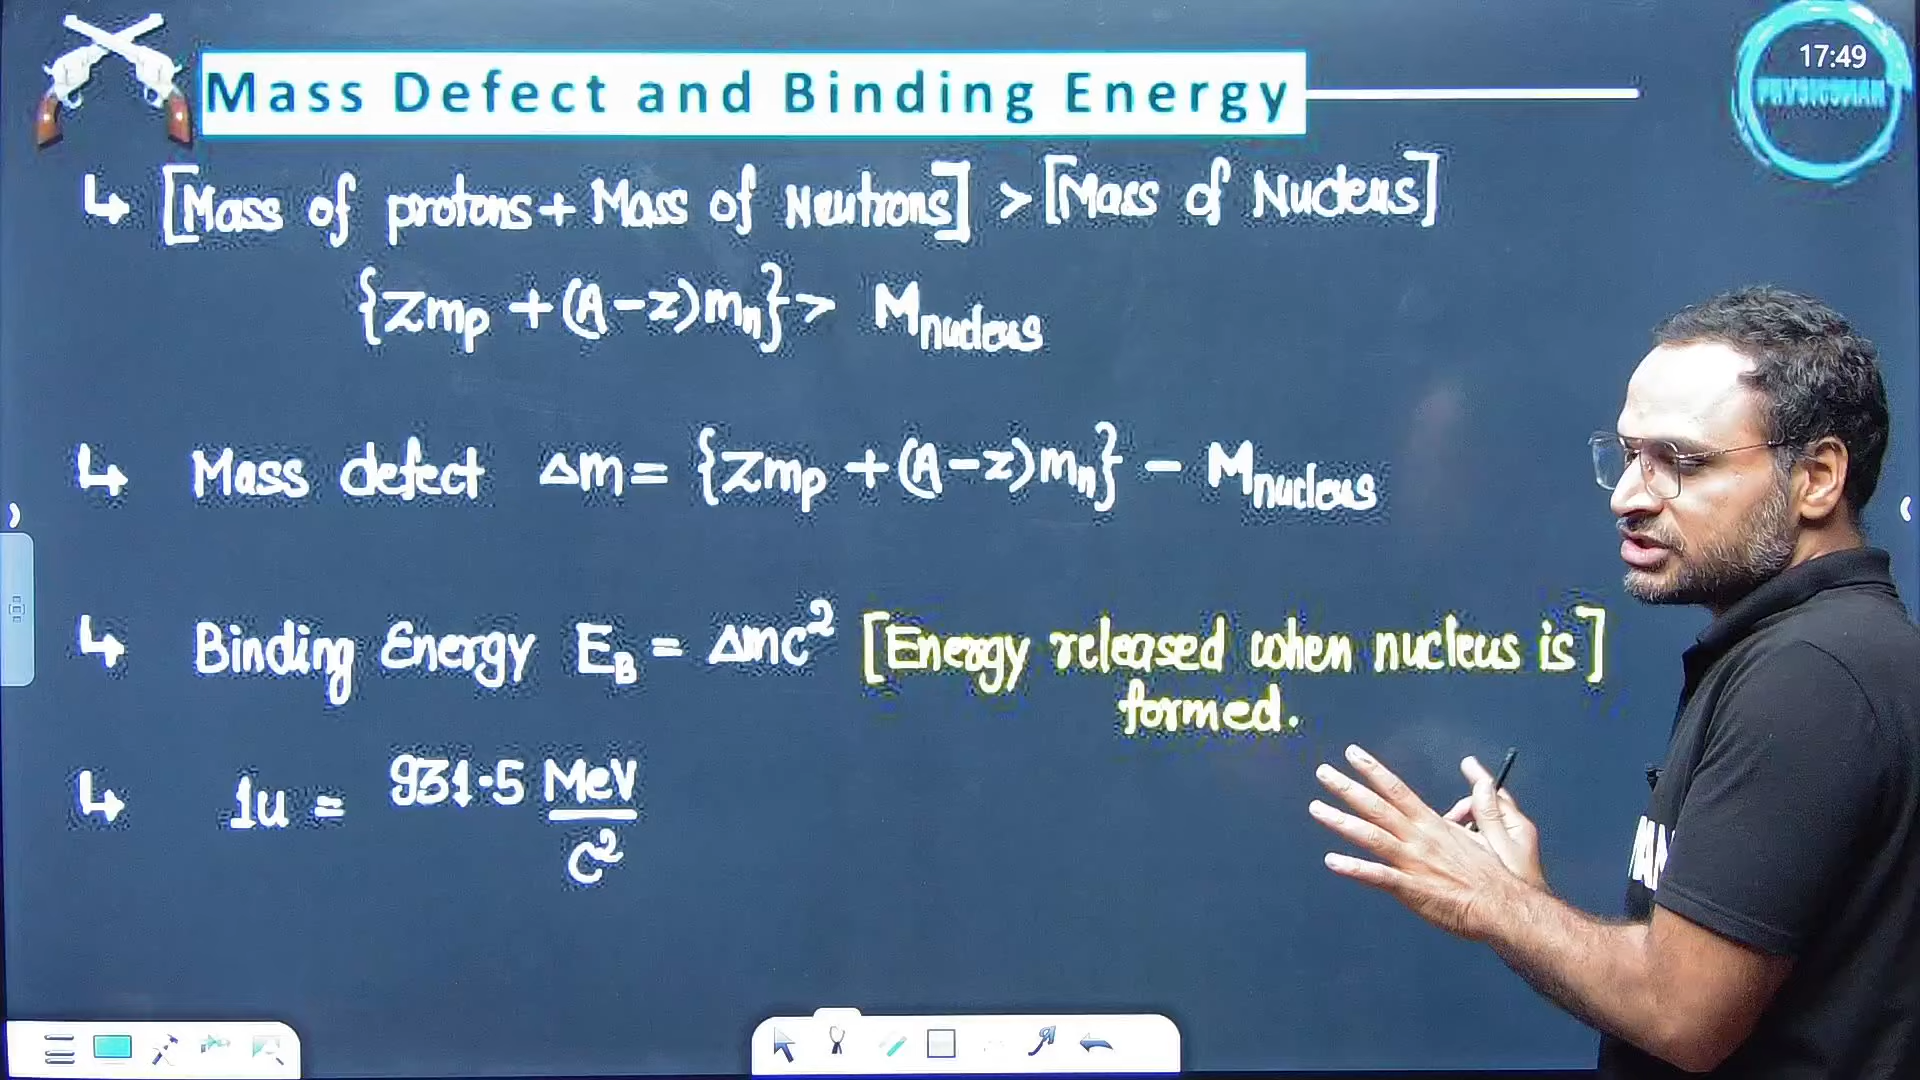 17:49
PHYSICSMAN
Mass Defect and Binding Energy
↳ [Mass of protons + Mass of Neutrons] > [Mass of Nucleus]
{Zmp + (A-z)mn} > Mnucleus
↳ Mass defect Δm = {Zmp + (A-z)mn} - Mnucleus
↳ Binding Energy EB = Δmc² [Energy released when nucleus is]
formed.
↳ 1u = 931.5 MeV/C²